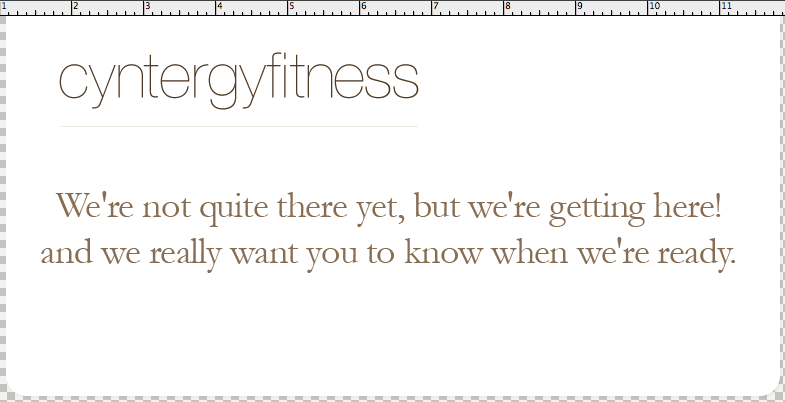 1 2 3 4 5 6 7 8 9 10 11
cyntergyfitness
We're not quite there yet, but we're getting here!
and we really want you to know when we're ready.